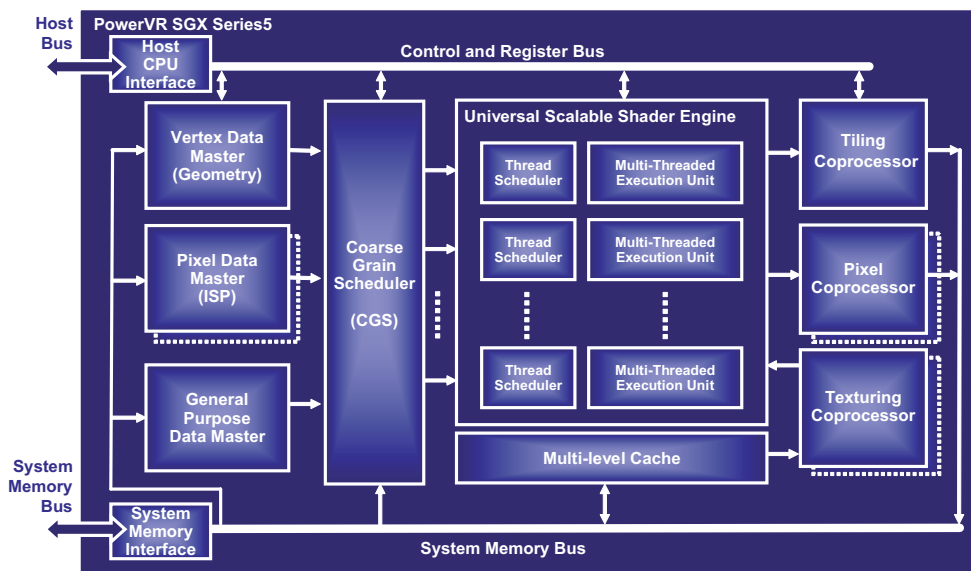 Host
Bus
PowerVR SGX Series5
Host
CPU
Interface
Control and Register Bus
Vertex Data
Master
(Geometry)
Pixel Data
Master
(ISP)
General
Purpose
Data Master
Coarse
Grain
Scheduler
(CGS)
Universal Scalable Shader Engine
Thread
Scheduler
Multi-Threaded
Execution Unit
Thread
Scheduler
Multi-Threaded
Execution Unit
Thread
Scheduler
Multi-Threaded
Execution Unit
Multi-level Cache
Tiling
Coprocessor
Pixel
Coprocessor
Texturing
Coprocessor
System
Memory
Bus
System
Memory
Interface
System Memory Bus